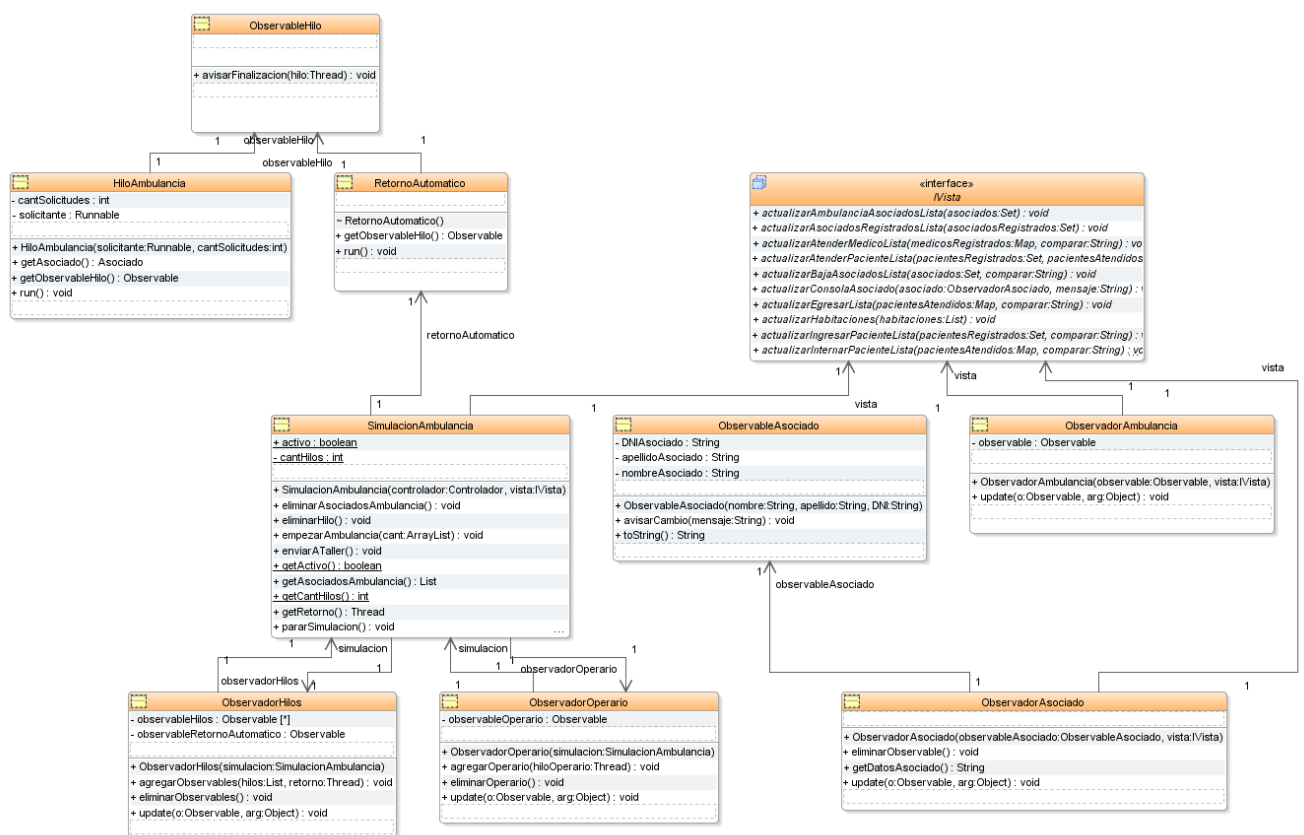 ObservableHilo
+ avisarFinalizacion(hilo:Thread) : void
1
observableHilo
1
1
observableHilo
1
HiloAmbulancia
- cantSolicitudes : int
- solicitante : Runnable
+ HiloAmbulancia(solicitante:Runnable, cantSolicitudes:int)
+ getAsociado() : Asociado
+ getObservableHilo() : Observable
+ run() : void
RetornoAutomatico
~ RetornoAutomatico()
+ getObservableHilo() : Observable
+ run() : void
«interface»
IVista
+ actualizarAmbulanciaAsociadosLista(asociados:Set) : void
+ actualizarAsociadosRegistradosLista(asociadosRegistrados:Set) : void
+ actualizarAtenderMedicoLista(medicosRegistrados:Map, comparar:String) : vo
+ actualizarAtenderPacienteLista(pacientesRegistrados:Set, pacientesAtendidos
+ actualizarBajaAsociadosLista(asociados:Set, comparar:String) : void
+ actualizarConsolaAsociado(asociado:ObservadorAsociado, mensaje:String) :
+ actualizarEgresarLista(pacientesAtendidos:Map, comparar:String) : void
+ actualizarHabitaciones(habitaciones:List) : void
+ actualizarIngresarPacienteLista(pacientesRegistrados:Set, comparar:String) :
+ actualizarInternarPacienteLista(pacientesAtendidos:Map, comparar:String) : vo
1
retornoAutomatico
1
1
vista
1
vista
1
1
vista
1
1
SimulacionAmbulancia
+ activo : boolean
- cantHilos : int
+ SimulacionAmbulancia(controlador:Controlador, vista:IVista)
+ eliminarAsociadosAmbulancia() : void
+ eliminarHilo() : void
+ empezarAmbulancia(cant:ArrayList) : void
+ enviarATaller() : void
+ getActivo() : boolean
+ getAsociadosAmbulancia() : List
+ getCantHilos() : int
+ getRetorno() : Thread
+ pararSimulacion() : void
...
ObservableAsociado
- DNIAsociado : String
- apellidoAsociado : String
- nombreAsociado : String
+ ObservableAsociado(nombre:String, apellido:String, DNI:String)
+ avisarCambio(mensaje:String) : void
+ toString() : String
ObservadorAmbulancia
- observable : Observable
+ ObservadorAmbulancia(observable:Observable, vista:IVista)
+ update(o:Observable, arg:Object) : void
1
observableAsociado
1
simulacion
1
1
observadorHilos
1
simulacion
1
1
observadorOperario
1
1
1
1
ObservadorHilos
- observableHilos : Observable [*]
- observableRetornoAutomatico : Observable
+ ObservadorHilos(simulacion:SimulacionAmbulancia)
+ agregarObservables(hilos:List, retorno:Thread) : void
+ eliminarObservables() : void
+ update(o:Observable, arg:Object) : void
ObservadorOperario
- observableOperario : Observable
+ ObservadorOperario(simulacion:SimulacionAmbulancia)
+ agregarOperario(hiloOperario:Thread) : void
+ eliminarOperario() : void
+ update(o:Observable, arg:Object) : void
ObservadorAsociado
+ ObservadorAsociado(observableAsociado:ObservableAsociado, vista:IVista)
+ eliminarObservable() : void
+ getDatosAsociado() : String
+ update(o:Observable, arg:Object) : void